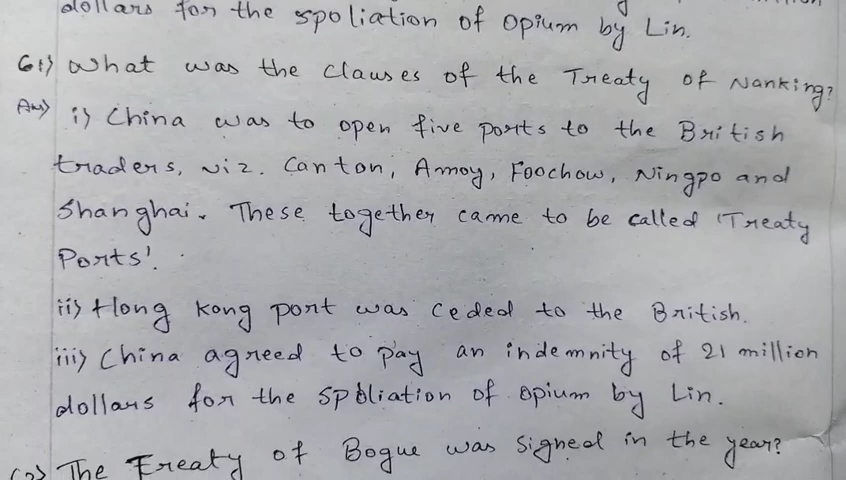 dollars for the spoliation of opium by Lin.
61) What was the clauses of the Treaty of Nanking?
Ans) i) China was to open five ports to the British
traders, viz. Canton, Amoy, Foochow, Ningpo and
Shanghai. These together came to be called 'Treaty
Ports'.
ii) Hong Kong port was ceded to the British.
iii) China agreed to pay an indemnity of 21 million
dollars for the spoliation of opium by Lin.
The Treaty of Bogue was signed in the year?